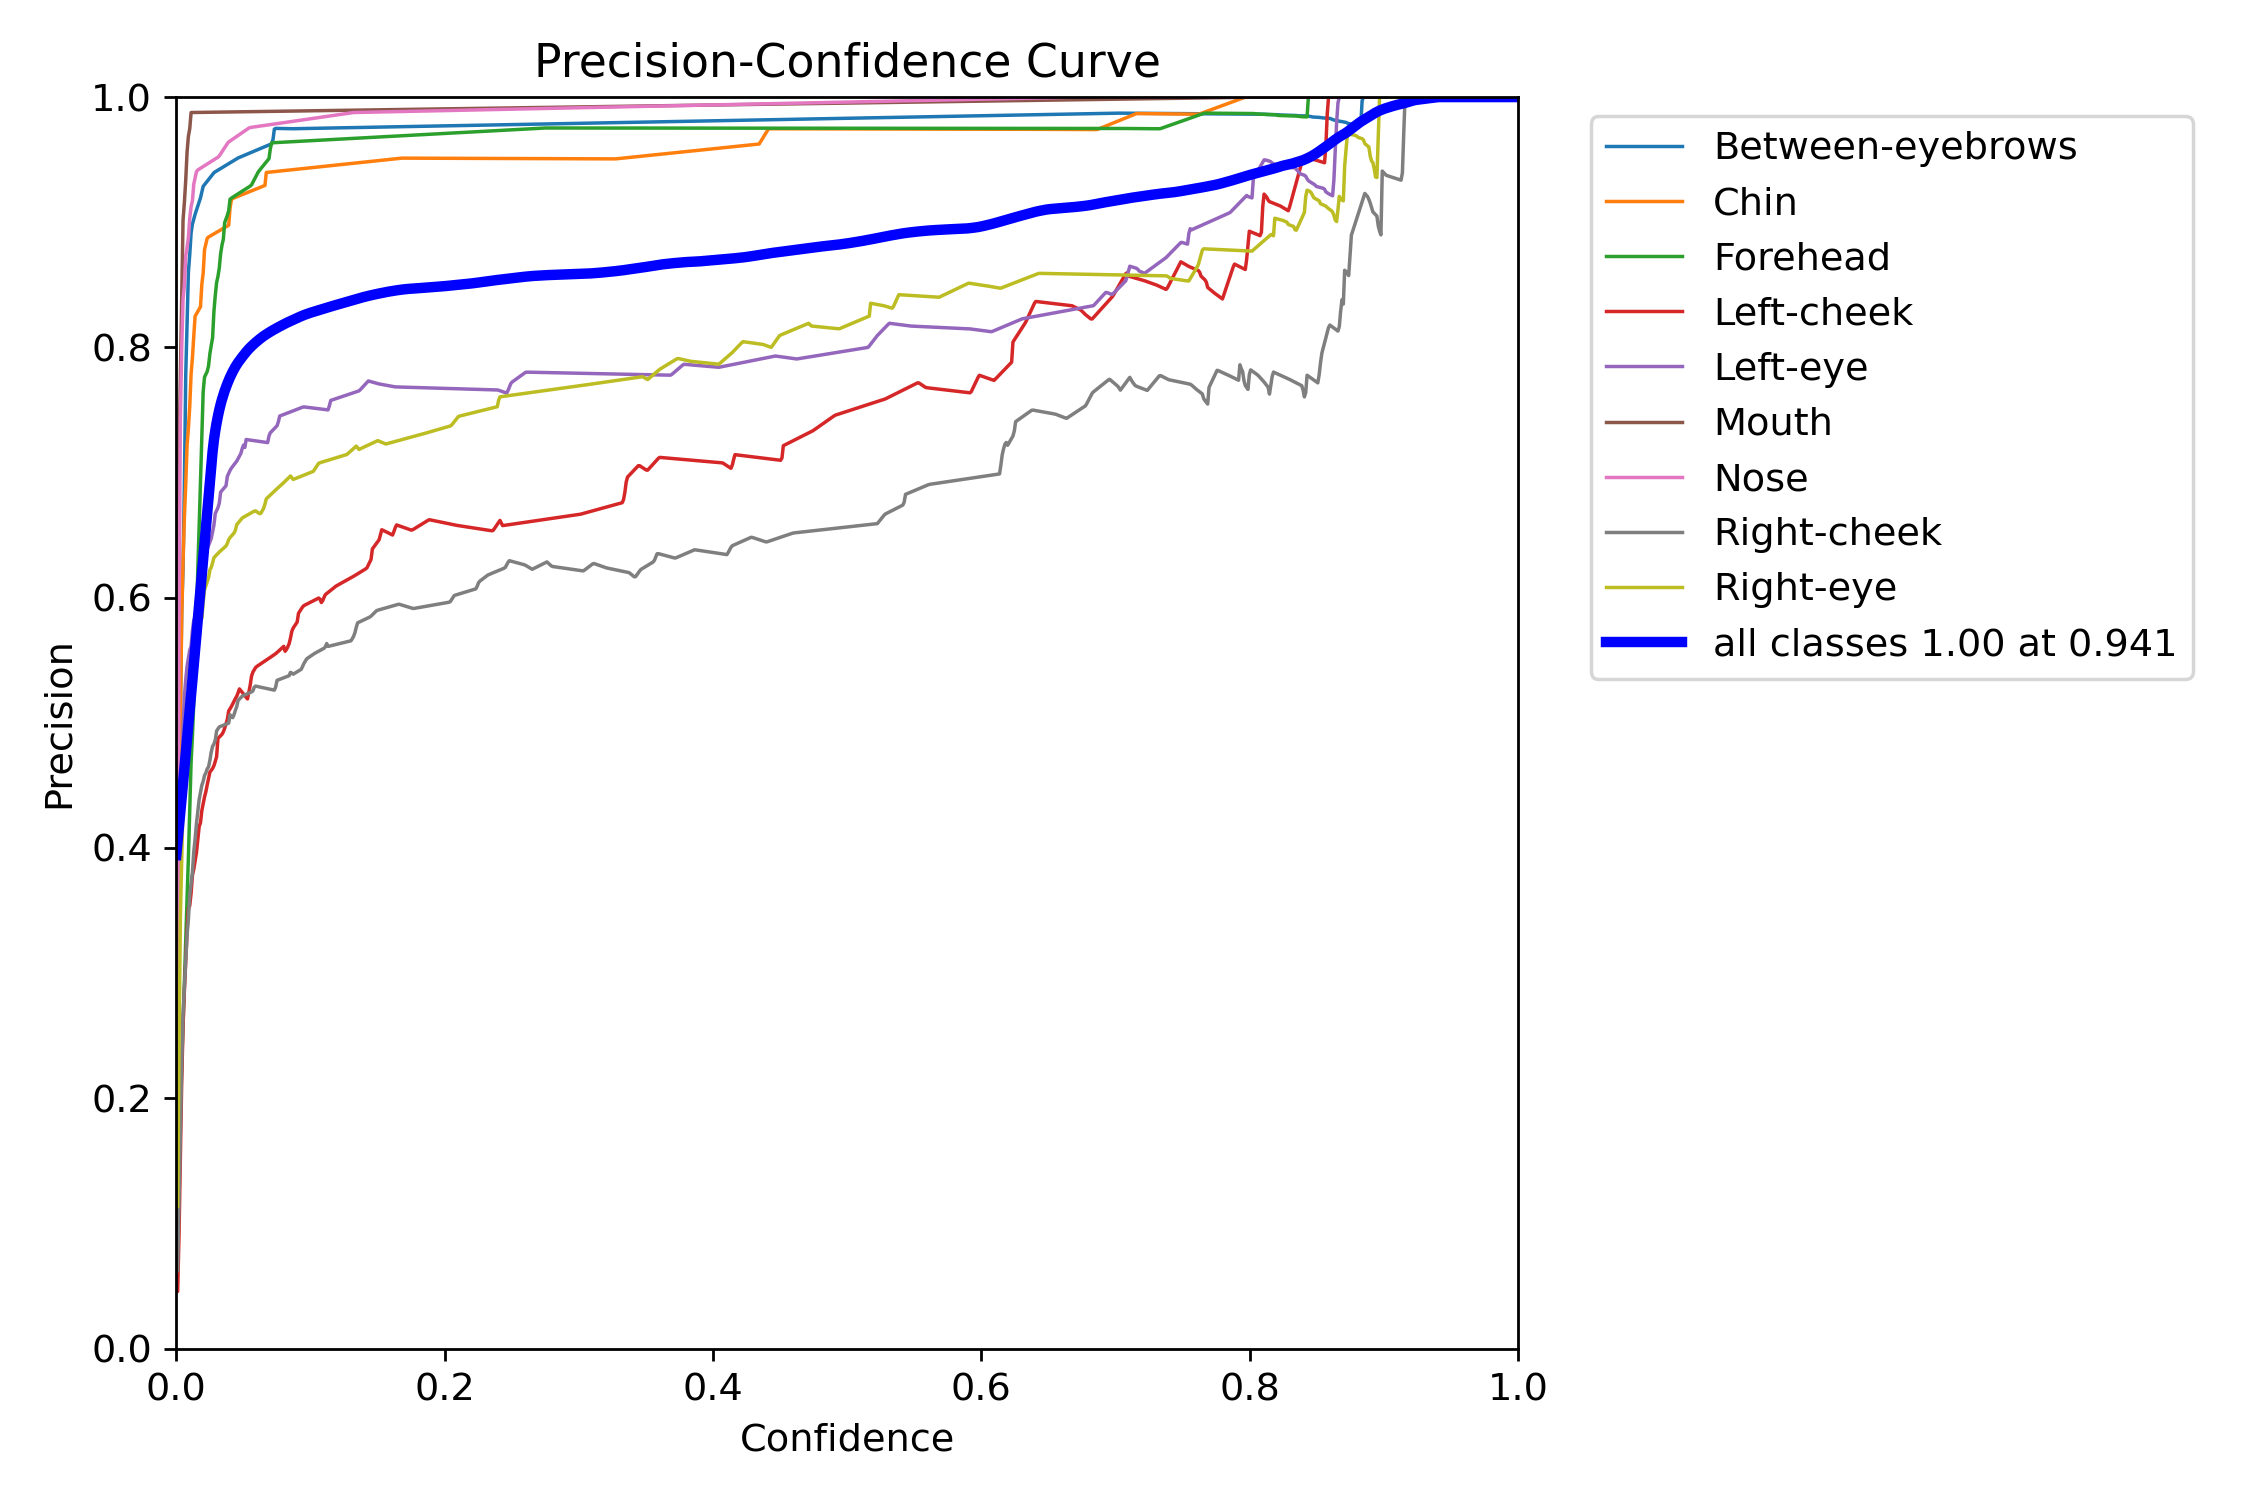 Precision-Confidence Curve
1.0
0.8
0.6
0.4
0.2
0.0
Precision
0.0 0.2 0.4 0.6 0.8 1.0
Confidence
Between-eyebrows
Chin
Forehead
Left-cheek
Left-eye
Mouth
Nose
Right-cheek
Right-eye
all classes 1.00 at 0.941